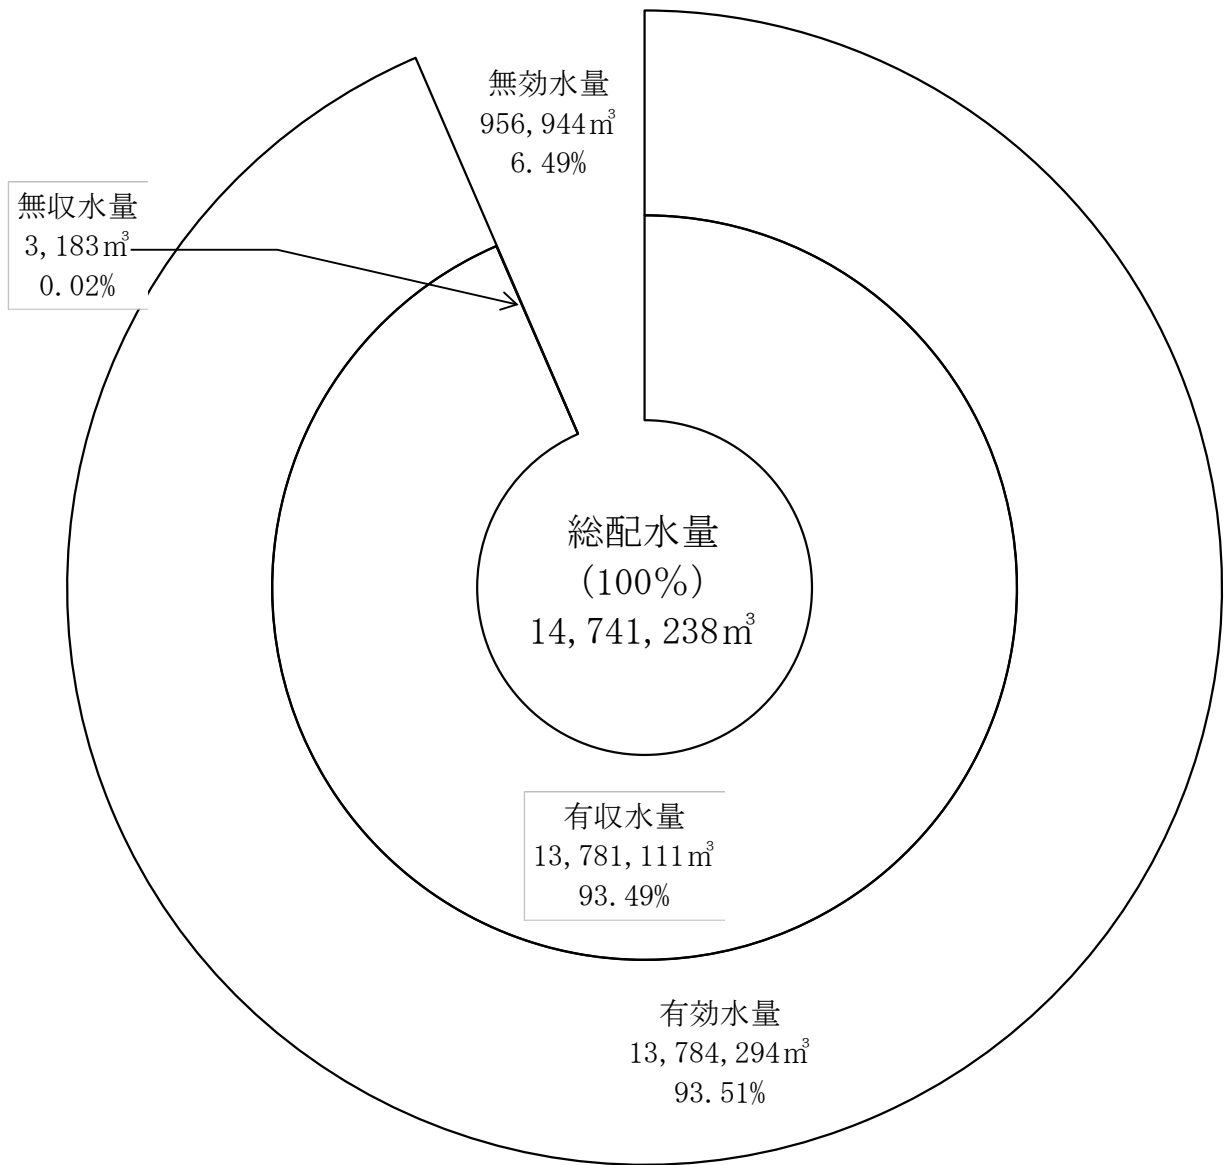 無効水量
956,944㎥
6.49%
無収水量
3,183㎥
0.02%
総配水量
(100%)
14,741,238㎥
有収水量
13,781,111㎥
93.49%
有効水量
13,784,294㎥
93.51%